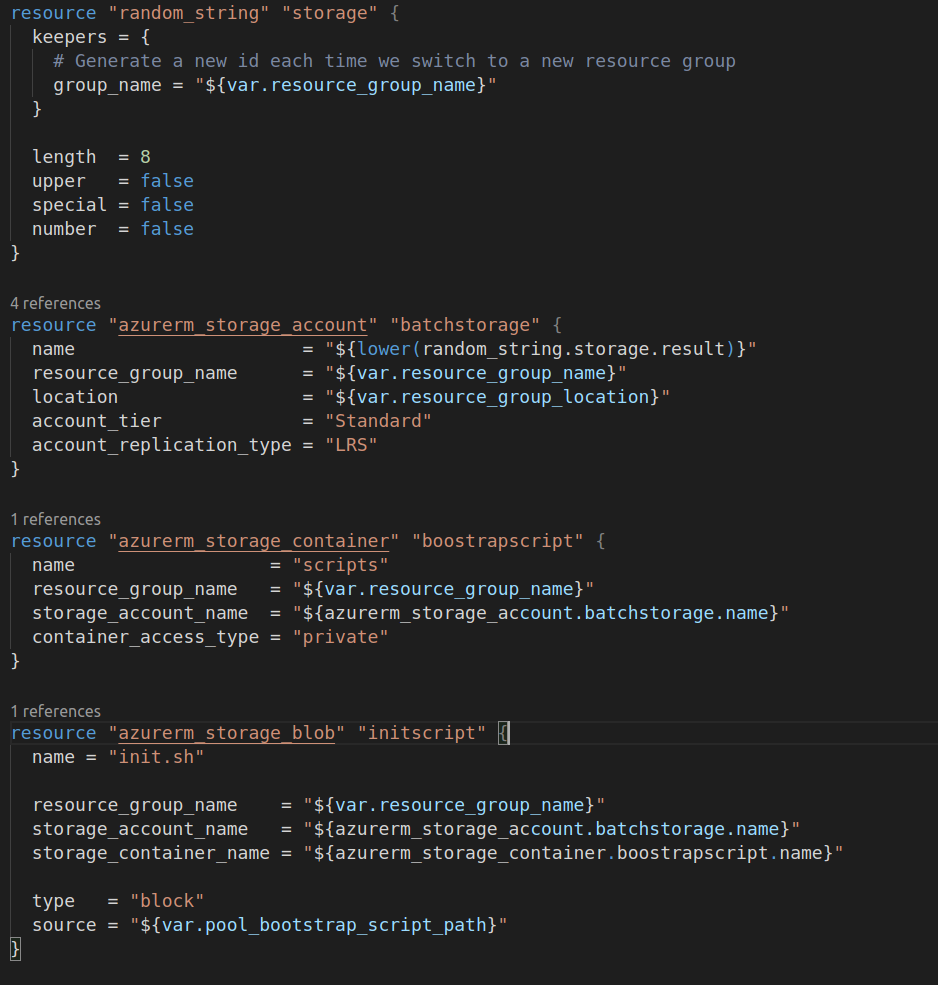 resource "random_string" "storage" {
  keepers = {
    # Generate a new id each time we switch to a new resource group
    group_name = "${var.resource_group_name}"
  }

  length  = 8
  upper   = false
  special = false
  number  = false
}

4 references
resource "azurerm_storage_account" "batchstorage" {
  name                     = "${lower(random_string.storage.result)}"
  resource_group_name      = "${var.resource_group_name}"
  location                 = "${var.resource_group_location}"
  account_tier             = "Standard"
  account_replication_type = "LRS"
}

1 references
resource "azurerm_storage_container" "boostrapscript" {
  name                  = "scripts"
  resource_group_name   = "${var.resource_group_name}"
  storage_account_name  = "${azurerm_storage_account.batchstorage.name}"
  container_access_type = "private"
}

1 references
resource "azurerm_storage_blob" "initscript" {
  name = "init.sh"

  resource_group_name    = "${var.resource_group_name}"
  storage_account_name   = "${azurerm_storage_account.batchstorage.name}"
  storage_container_name = "${azurerm_storage_container.boostrapscript.name}"

  type   = "block"
  source = "${var.pool_bootstrap_script_path}"
}